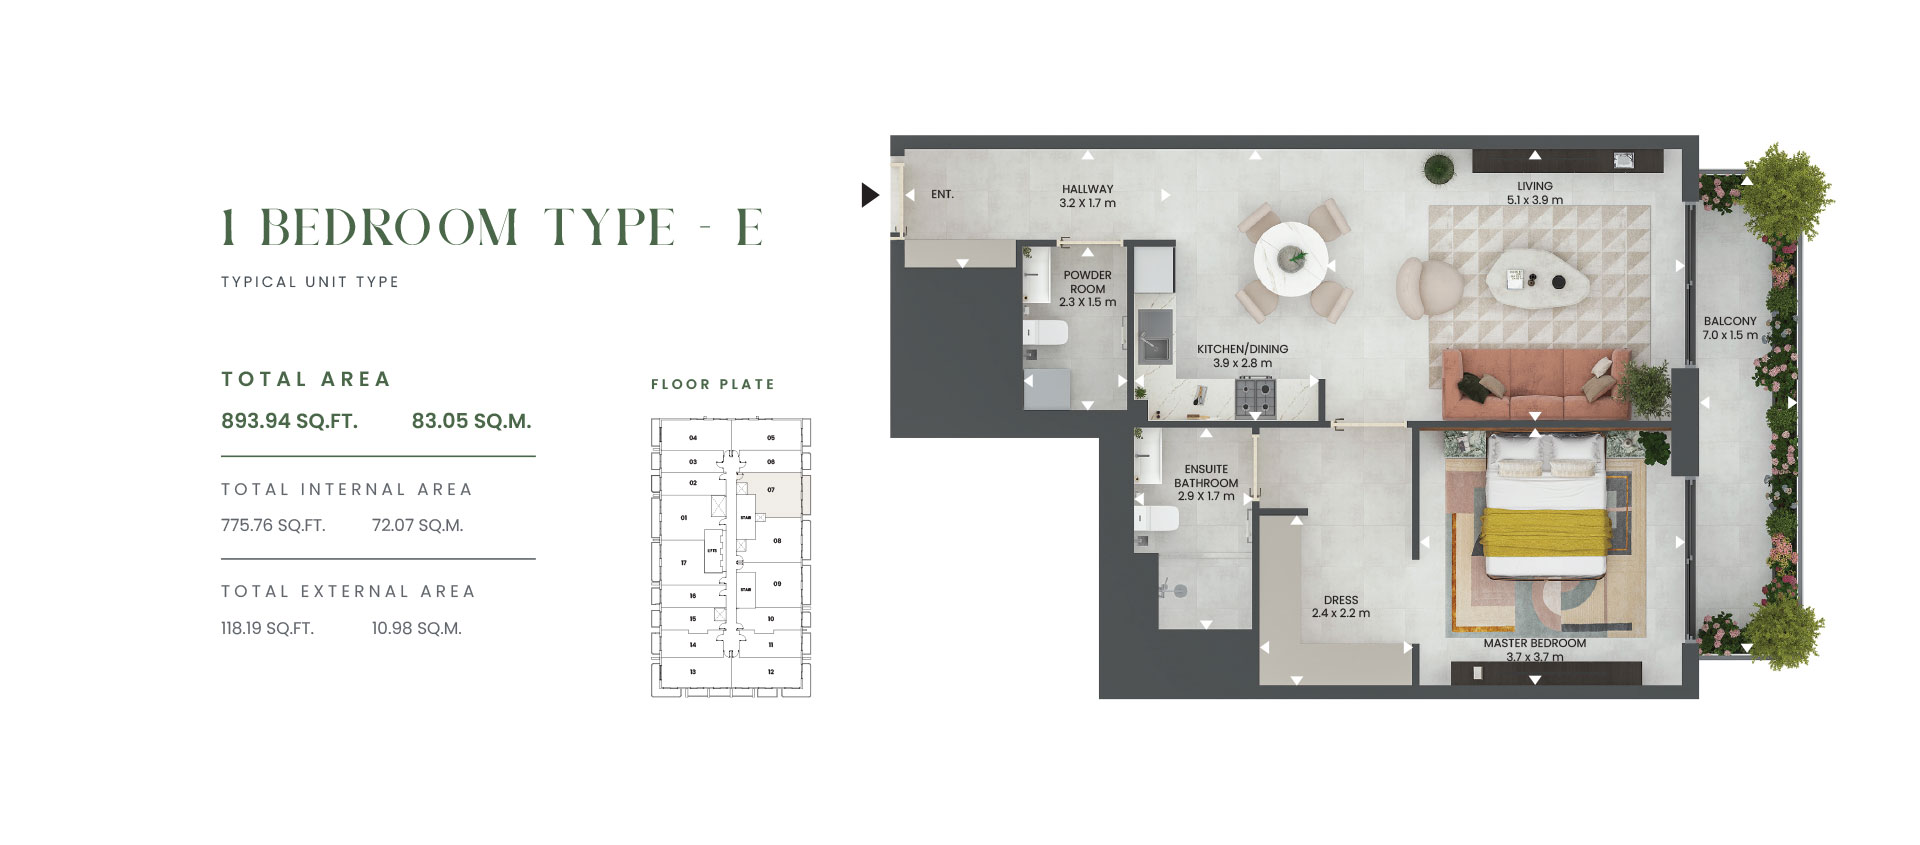 1 BEDROOM TYPE - E
TYPICAL UNIT TYPE
TOTAL AREA
893.94 SQ.FT. 83.05 SQ.M.
TOTAL INTERNAL AREA
775.76 SQ.FT. 72.07 SQ.M.
TOTAL EXTERNAL AREA
118.19 SQ.FT. 10.98 SQ.M.
FLOOR PLATE
04 05
03 06
02 07
01 STAIR
08
LIFTS
17
09
16 STAIR
15 10
14 11
13 12
ENT.
HALLWAY
3.2 X 1.7 m
LIVING
5.1 x 3.9 m
POWDER
ROOM
2.3 X 1.5 m
KITCHEN/DINING
3.9 x 2.8 m
BALCONY
7.0 x 1.5 m
ENSUITE
BATHROOM
2.9 X 1.7 m
DRESS
2.4 x 2.2 m
MASTER BEDROOM
3.7 x 3.7 m